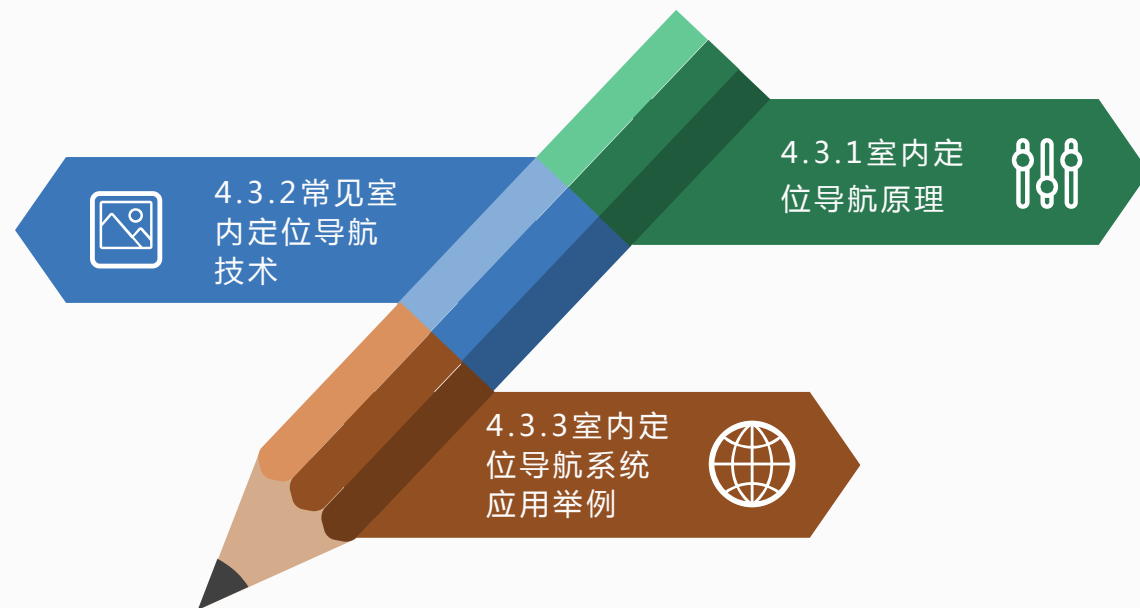 4.3.1室内定
位导航原理
4.3.2常见室
内定位导航
技术
4.3.3室内定
位导航系统
应用举例